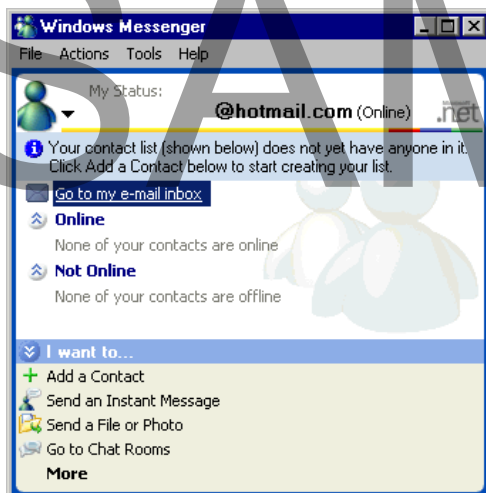 Windows Messenger
File Actions Tools Help
My Status:
@hotmail.com (Online)
.net
Your contact list (shown below) does not yet have anyone in it.
Click Add a Contact below to start creating your list.
Go to my e-mail inbox
Online
None of your contacts are online
Not Online
None of your contacts are offline
I want to...
Add a Contact
Send an Instant Message
Send a File or Photo
Go to Chat Rooms
More